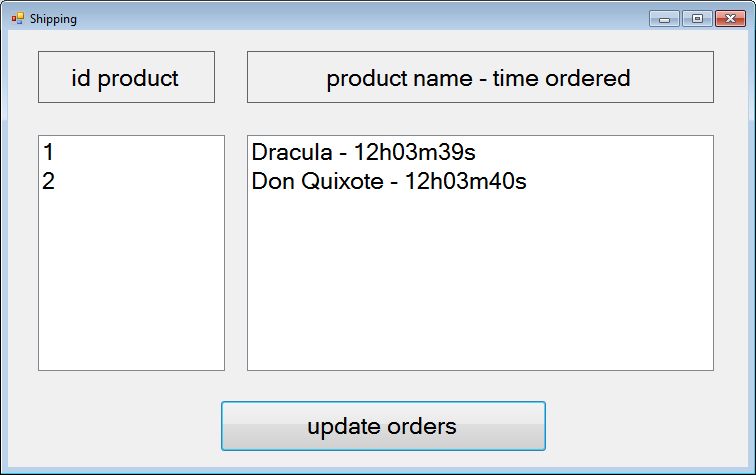 Shipping
id product
product name - time ordered
1
2
Dracula - 12h03m39s
Don Quixote - 12h03m40s
update orders